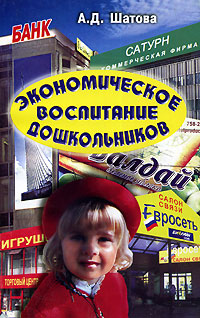 А.Д. Шатова
БАНК
САТУРН
КОММЕРЧЕСКАЯ ФИРМА
ЭКОНОМИЧЕСКОЕ
ВОСПИТАНИЕ
ДОШКОЛЬНИКОВ
Валдай
САЛОН
СВЯЗИ
Евросеть
ИГРУШ
ТОРГОВЫЙ ЦЕНТР